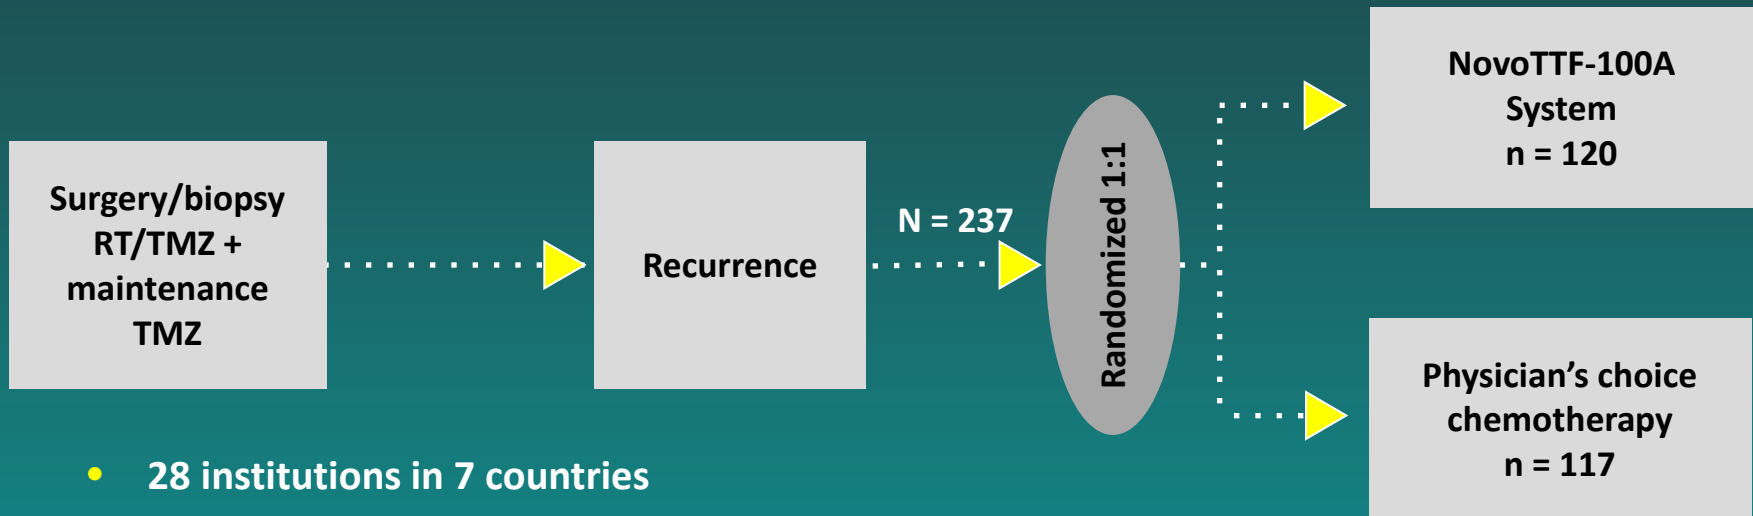 Surgery/biopsy
RT/TMZ +
maintenance
TMZ
Recurrence
N = 237
Randomized 1:1
NovoTTF-100A
System
n = 120
Physician’s choice
chemotherapy
n = 117
• 28 institutions in 7 countries